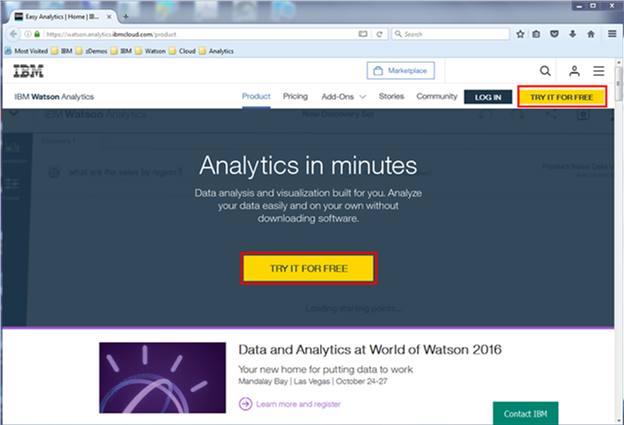 Easy Analytics | Home | IB...
https://watson.analytics.ibmcloud.com/product
Search
Most Visited IBM zDemos IBM Watson Cloud Analytics
IBM
Marketplace
IBM Watson Analytics
Product Pricing Add-Ons Stories Community LOG IN TRY IT FOR FREE
IBM Watson Analytics New Discovery Set
what are the sales by region?
Analytics in minutes
Data analysis and visualization built for you. Analyze
your data easily and on your own without
downloading software.
TRY IT FOR FREE
Loading starting points...
Data and Analytics at World of Watson 2016
Your new home for putting data to work
Mandalay Bay | Las Vegas | October 24-27
Learn more and register
Contact IBM